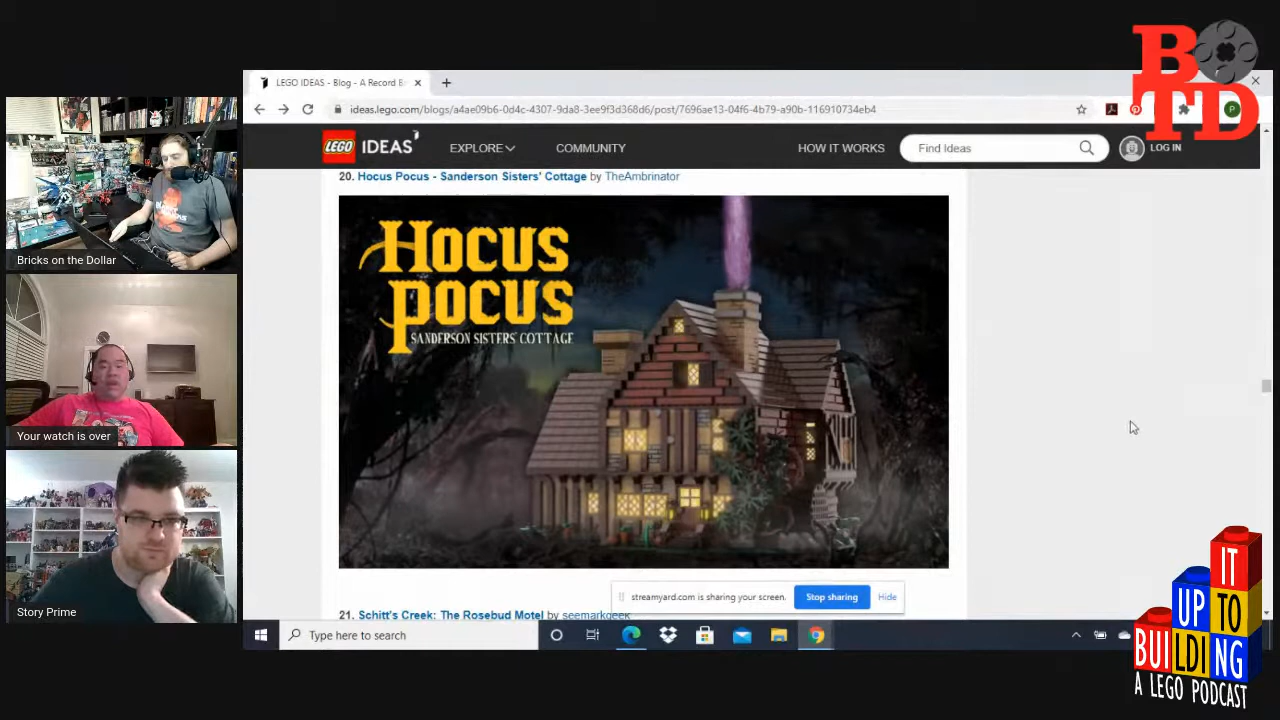 BOTD
LEGO IDEAS - Blog - A Record B
ideas.lego.com/blogs/a4ae09b6-0d4c-4307-9da8-3ee9f3d368d6/post/7696ae13-04f6-4b79-a90b-116910734eb4
LEGO IDEAS
EXPLORE
COMMUNITY
HOW IT WORKS
Find Ideas
LOG IN
20. Hocus Pocus - Sanderson Sisters' Cottage by TheAmbrinator
HOCUS
POCUS
SANDERSON SISTERS' COTTAGE
Bricks on the Dollar
Your watch is over
Story Prime
streamyard.com is sharing your screen.
Stop sharing
Hide
21. Schitt's Creek: The Rosebud Motel by seemarkgeek
Type here to search
IT
UP TO
BUILDING
A LEGO PODCAST